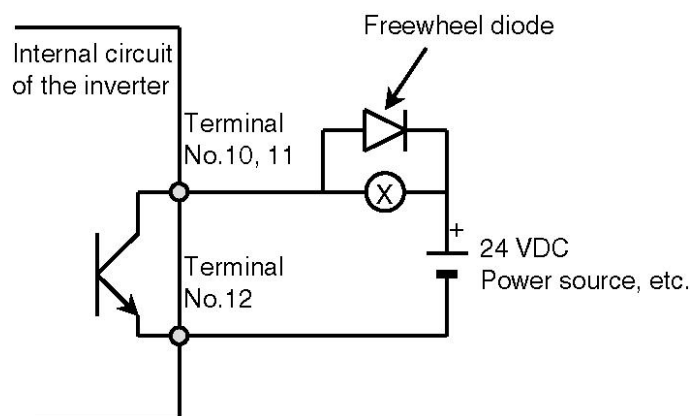 Freewheel diode
Internal circuit
of the inverter
Terminal
No.10, 11
X
+
24 VDC
Power source, etc.
Terminal
No.12